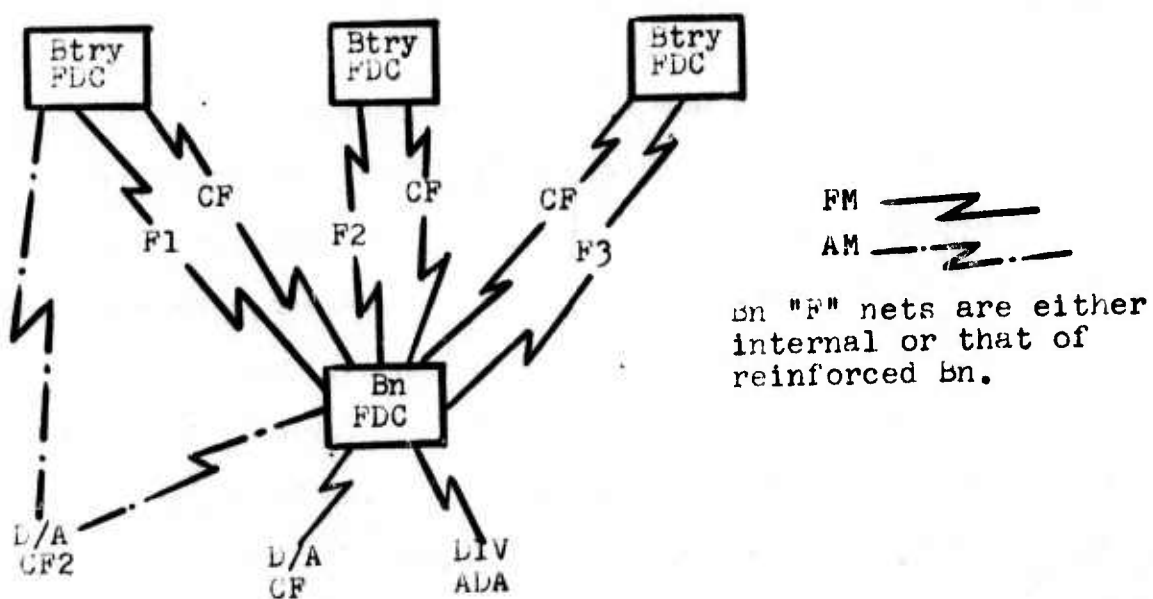 Btry
FDC
Btry
FDC
Btry
FDC
CF
F1
F2
CF
CF
F3
FM
AM
Bn "F" nets are either
internal or that of
reinforced Bn.
Bn
FDC
D/A
CF2
D/A
CF
DIV
ADA